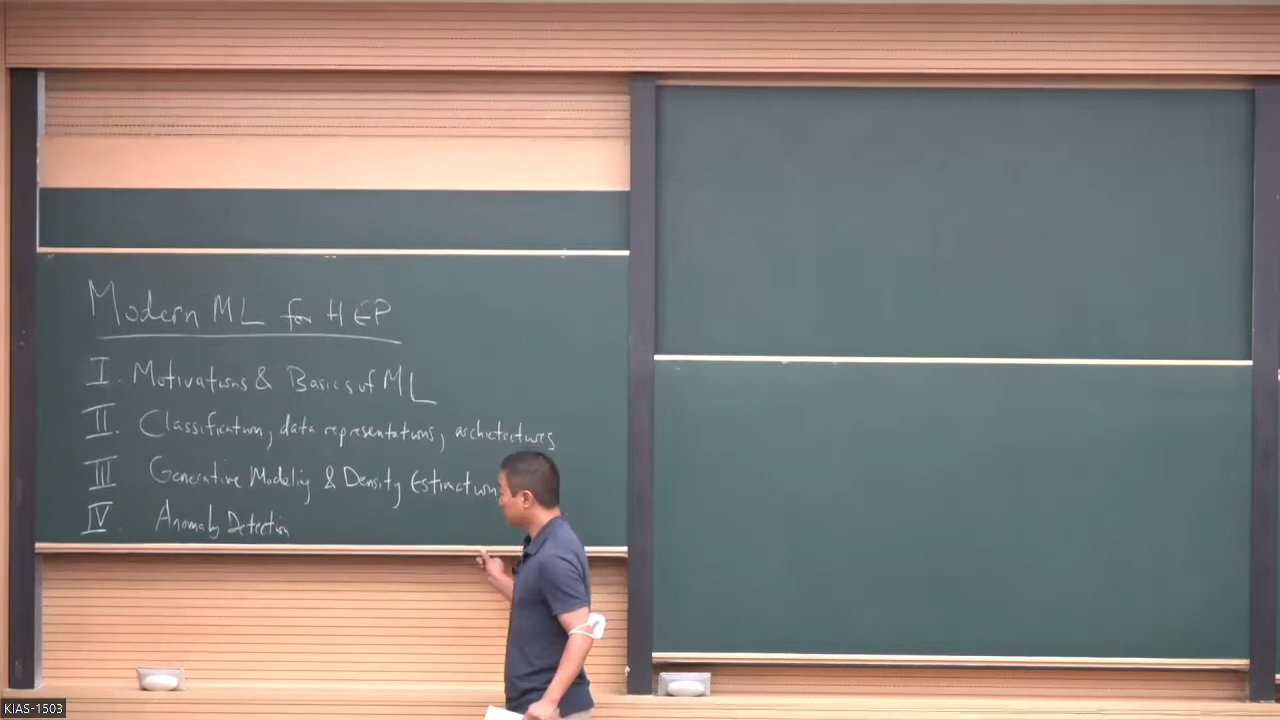 Modern ML for HEP
I. Motivations & Basics of ML
II. Classification, data representations, architectures
III Generative Modeling & Density Estimation
IV. Anomaly Detection
KIAS-1503